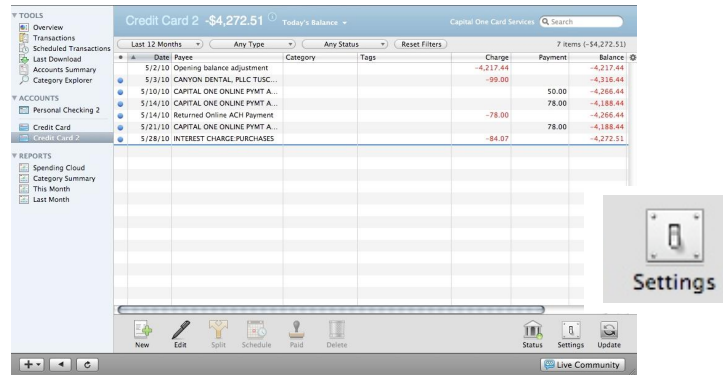 TOOLS
Overview
Transactions
Scheduled Transactions
Last Download
Accounts Summary
Category Explorer
ACCOUNTS
Personal Checking 2
Credit Card
Credit Card 2
REPORTS
Spending Cloud
Category Summary
This Month
Last Month
Credit Card 2 -$4,272.51 Today's Balance Capital One Card Services Search
Last 12 Months Any Type Any Status Reset Filters 7 items (-$4,272.51)
Date Payee Category Tags Charge Payment Balance
5/2/10 Opening balance adjustment -4,217.44 -4,217.44
5/3/10 CANYON DENTAL, PLLC TUSC... -99.00 -4,316.44
5/10/10 CAPITAL ONE ONLINE PYMT A... 50.00 -4,266.44
5/14/10 CAPITAL ONE ONLINE PYMT A... 78.00 -4,188.44
5/14/10 Returned Online ACH Payment -78.00 -4,266.44
5/21/10 CAPITAL ONE ONLINE PYMT A... 78.00 -4,188.44
5/28/10 INTEREST CHARGE:PURCHASES -84.07 -4,272.51
Settings
New Edit Split Schedule Paid Delete Status Settings Update
Live Community